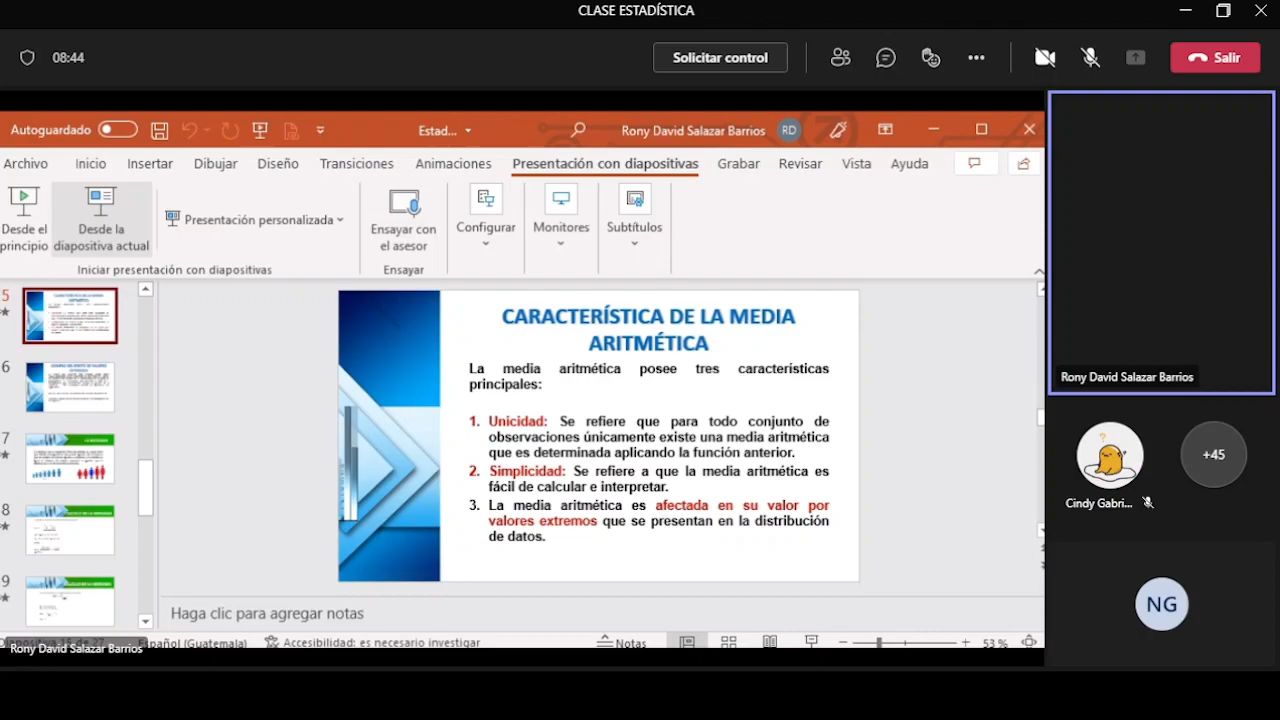 CLASE ESTADÍSTICA
08:44
Solicitar control
Salir
Autoguardado
Estad...
Rony David Salazar Barrios
RD
Archivo Inicio Insertar Dibujar Diseño Transiciones Animaciones Presentación con diapositivas Grabar Revisar Vista Ayuda
Desde el principio
Desde la diapositiva actual
Presentación personalizada
Ensayar con el asesor
Configurar
Monitores
Subtítulos
Iniciar presentación con diapositivas
Ensayar
5
6
7
8
9
CARACTERÍSTICA DE LA MEDIA
ARITMÉTICA
La media aritmética posee tres características
principales:
1. Unicidad: Se refiere que para todo conjunto de
observaciones únicamente existe una media aritmética
que es determinada aplicando la función anterior.
2. Simplicidad: Se refiere a que la media aritmética es
fácil de calcular e interpretar.
3. La media aritmética es afectada en su valor por
valores extremos que se presentan en la distribución
de datos.
Haga clic para agregar notas
Español (Guatemala)
Accesibilidad: es necesario investigar
Notas
53 %
Rony David Salazar Barrios
Rony David Salazar Barrios
+45
Cindy Gabri...
NG